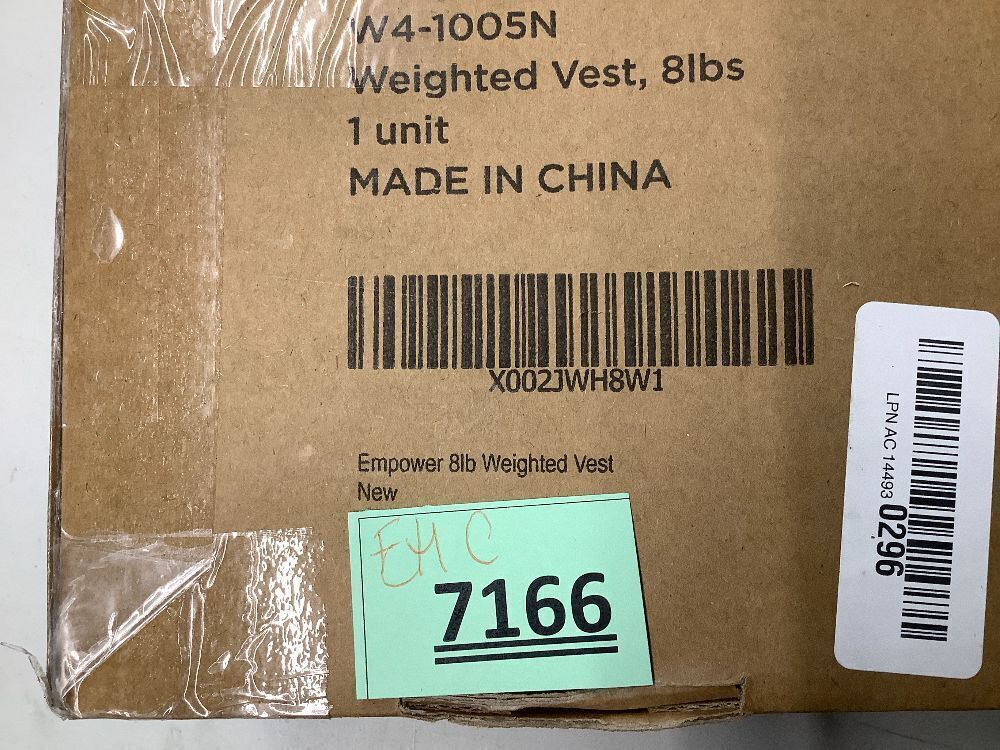 W4-1005N
Weighted Vest, 8lbs
1 unit
MADE IN CHINA
X002JWH8W1
Empower 8lb Weighted Vest
New
EH C
7166
LPN AC 14493 0296